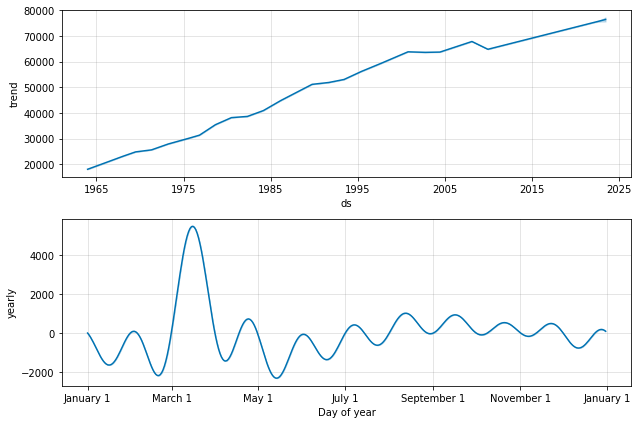 80000
70000
60000
50000
40000
30000
20000
trend
1965 1975 1985 1995 2005 2015 2025
ds
4000
2000
0
−2000
yearly
January 1 March 1 May 1 July 1 September 1 November 1 January 1
Day of year